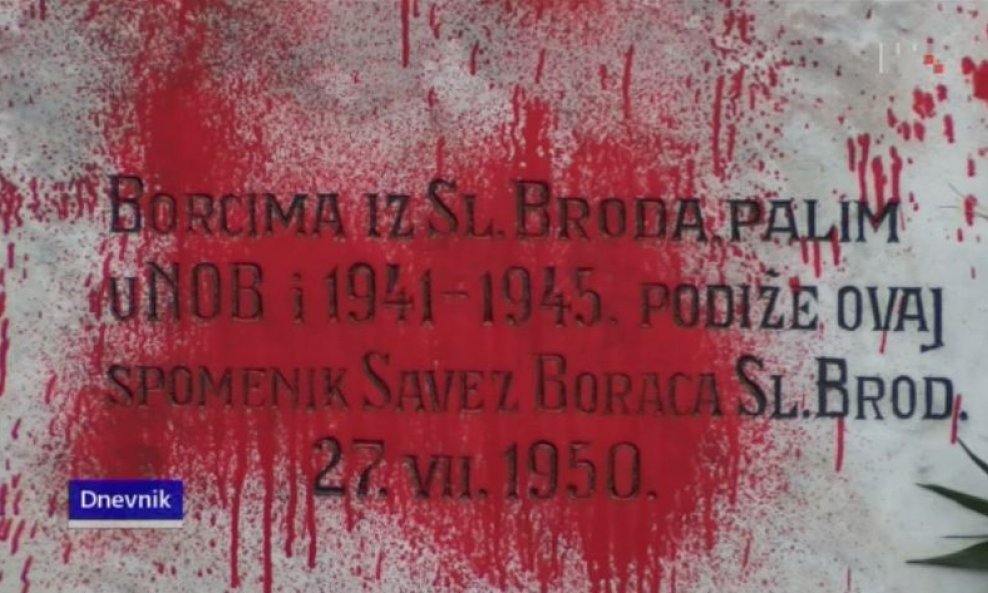 BORCIMA IZ SL. BRODA, PALIM
U NOB i 1941-1945. PODIŽE OVAJ
SPOMENIK SAVEZ BORACA SL. BROD.
27. VII. 1950.
Dnevnik